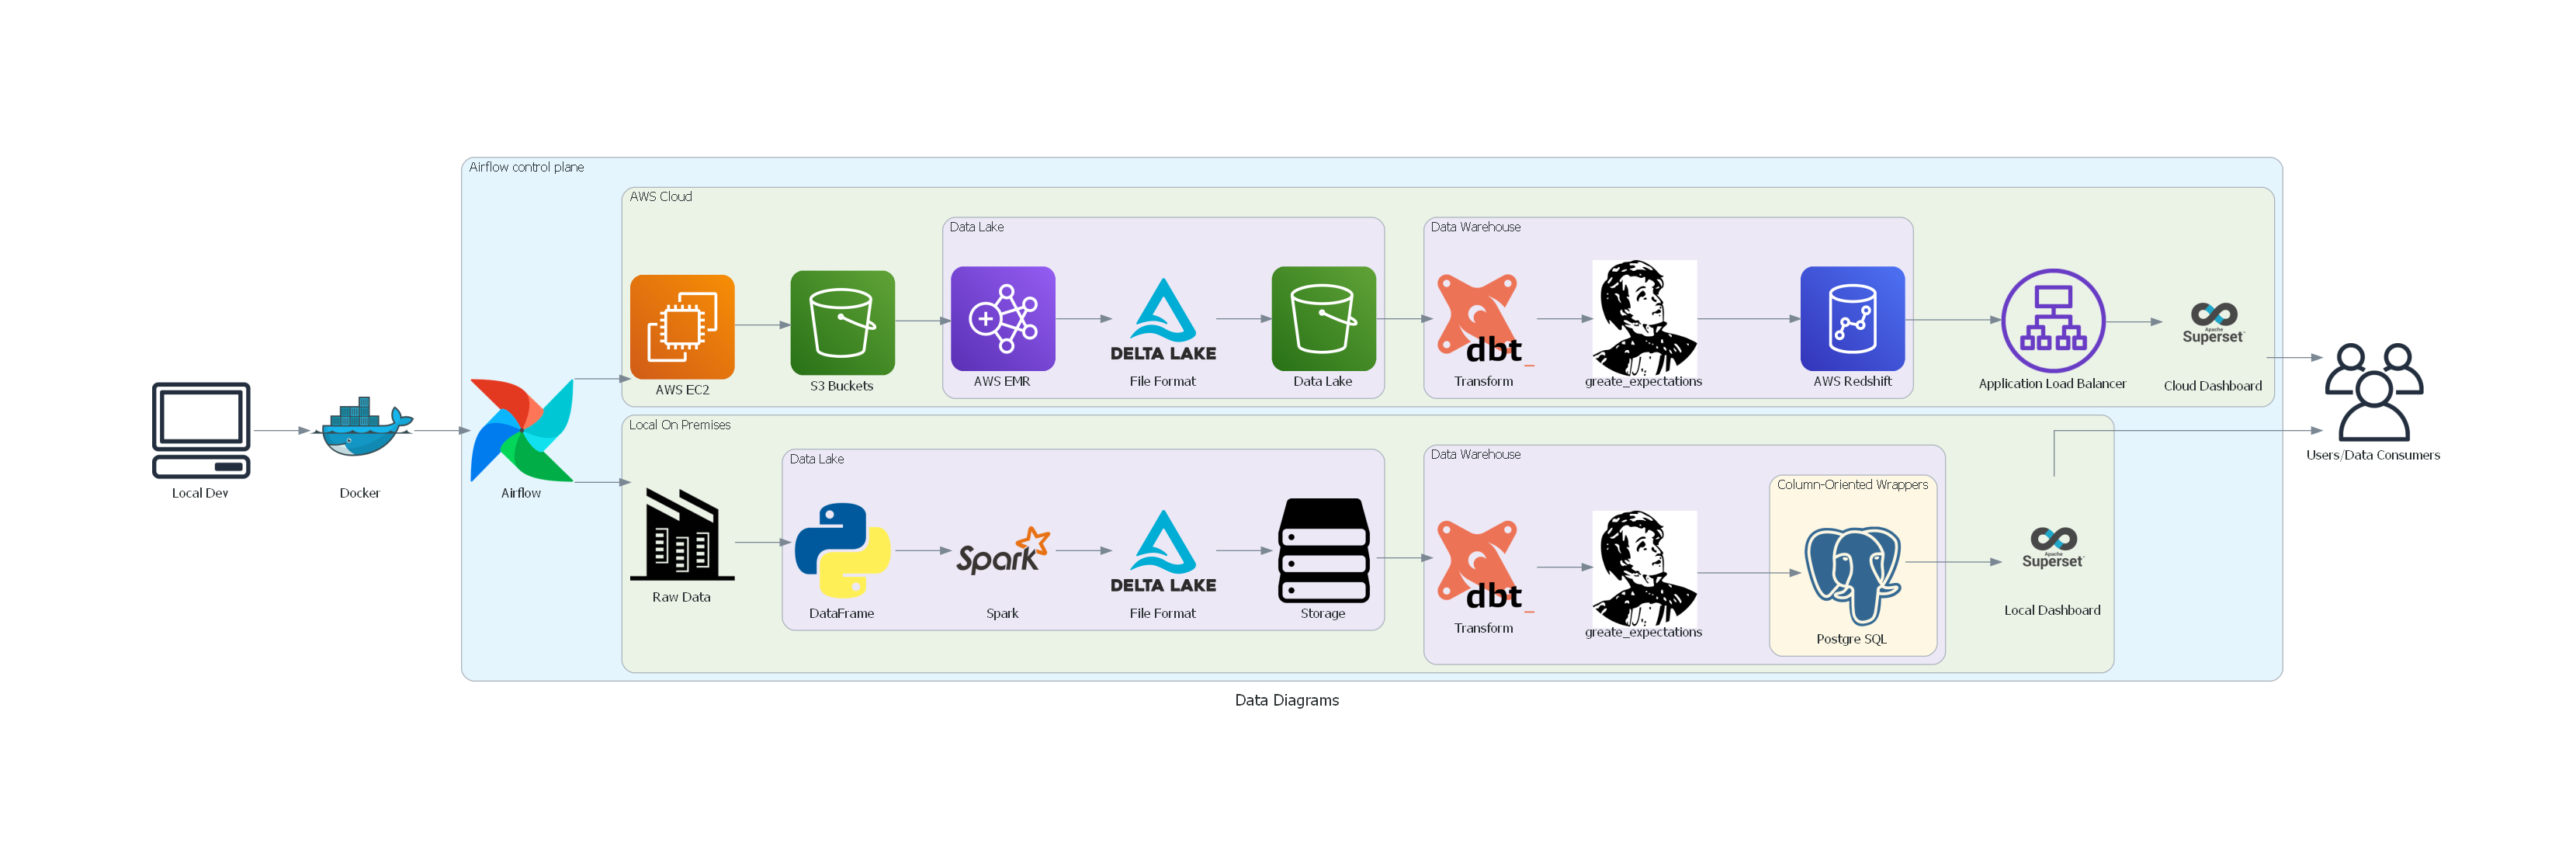 Airflow control plane
AWS Cloud
Data Lake
Data Warehouse
DELTA LAKE
dbt_
Apache
Superset
AWS EC2
S3 Buckets
AWS EMR
File Format
Data Lake
Transform
greate_expectations
AWS Redshift
Application Load Balancer
Cloud Dashboard
Local Dev
Docker
Airflow
Users/Data Consumers
Local On Premises
Data Lake
Data Warehouse
Column-Oriented Wrappers
Spark
DELTA LAKE
dbt_
Apache
Superset
Raw Data
DataFrame
Spark
File Format
Storage
Transform
greate_expectations
Postgre SQL
Local Dashboard
Data Diagrams